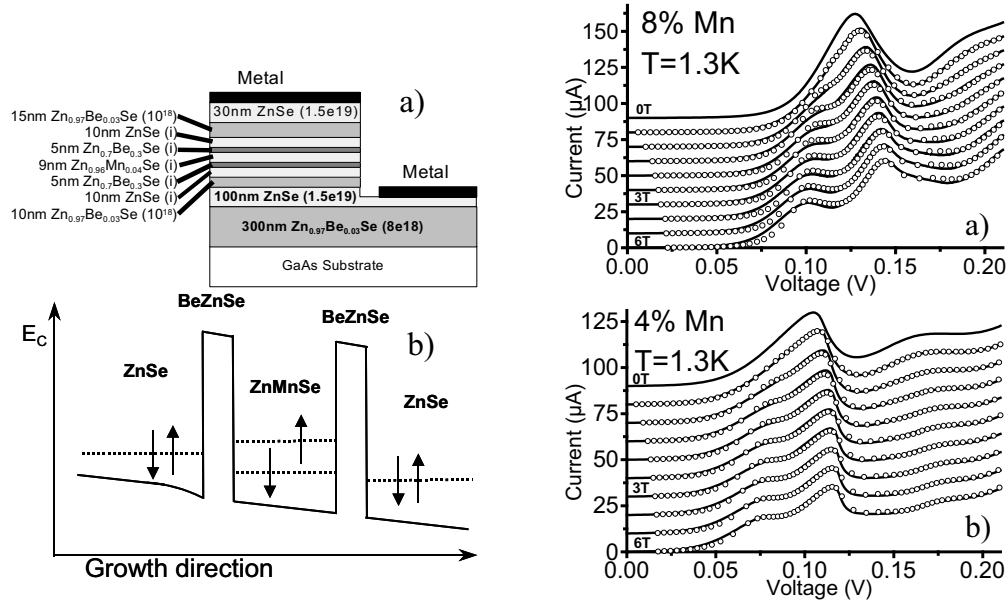 Metal
a)
15nm Zn₀.₉₇Be₀.₀₃Se (10¹⁸)
10nm ZnSe (i)
5nm Zn₀.₇Be₀.₃Se (i)
9nm Zn₀.₉₆Mn₀.₀₄Se (i)
5nm Zn₀.₇Be₀.₃Se (i)
10nm ZnSe (i)
10nm Zn₀.₉₇Be₀.₀₃Se (10¹⁸)
30nm ZnSe (1.5e19)
Metal
100nm ZnSe (1.5e19)
300nm Zn₀.₉₇Be₀.₀₃Se (8e18)
GaAs Substrate
E_C
BeZnSe
BeZnSe
b)
ZnSe
ZnMnSe
ZnSe
Growth direction
8% Mn
T=1.3K
Current (µA)
150
125
100
75
50
25
0
0T
3T
6T
a)
0.00 0.05 0.10 0.15 0.20
Voltage (V)
4% Mn
T=1.3K
Current (µA)
125
100
75
50
25
0
0T
3T
6T
b)
0.00 0.05 0.10 0.15 0.20
Voltage (V)